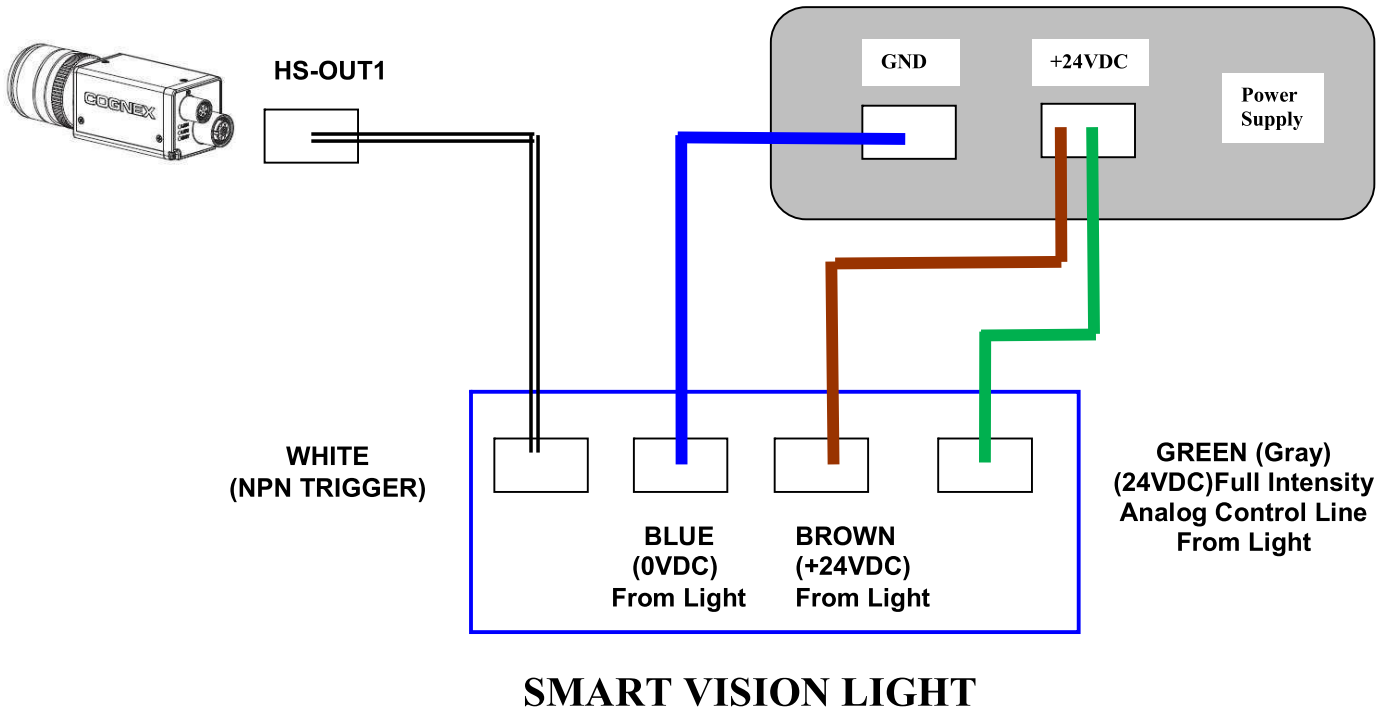 COGNEX
HS-OUT1
GND
+24VDC
Power
Supply
WHITE
(NPN TRIGGER)
BLUE
(0VDC)
From Light
BROWN
(+24VDC)
From Light
GREEN (Gray)
(24VDC)Full Intensity
Analog Control Line
From Light
SMART VISION LIGHT